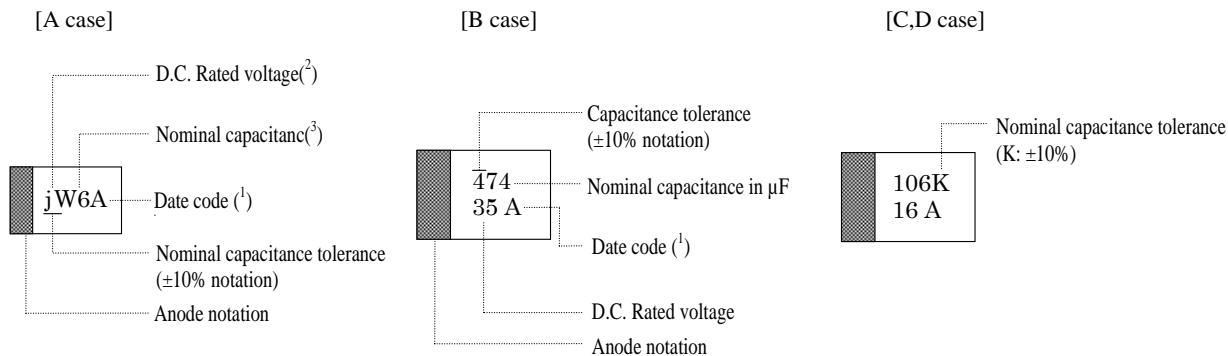 [A case]
D.C. Rated voltage(²)
Nominal capacitanc(³)
jW6A
Date code (¹)
Nominal capacitance tolerance
(±10% notation)
Anode notation
[B case]
Capacitance tolerance
(±10% notation)
474
35 A
Nominal capacitance in µF
Date code (¹)
D.C. Rated voltage
Anode notation
[C,D case]
Nominal capacitance tolerance
(K: ±10%)
106K
16 A